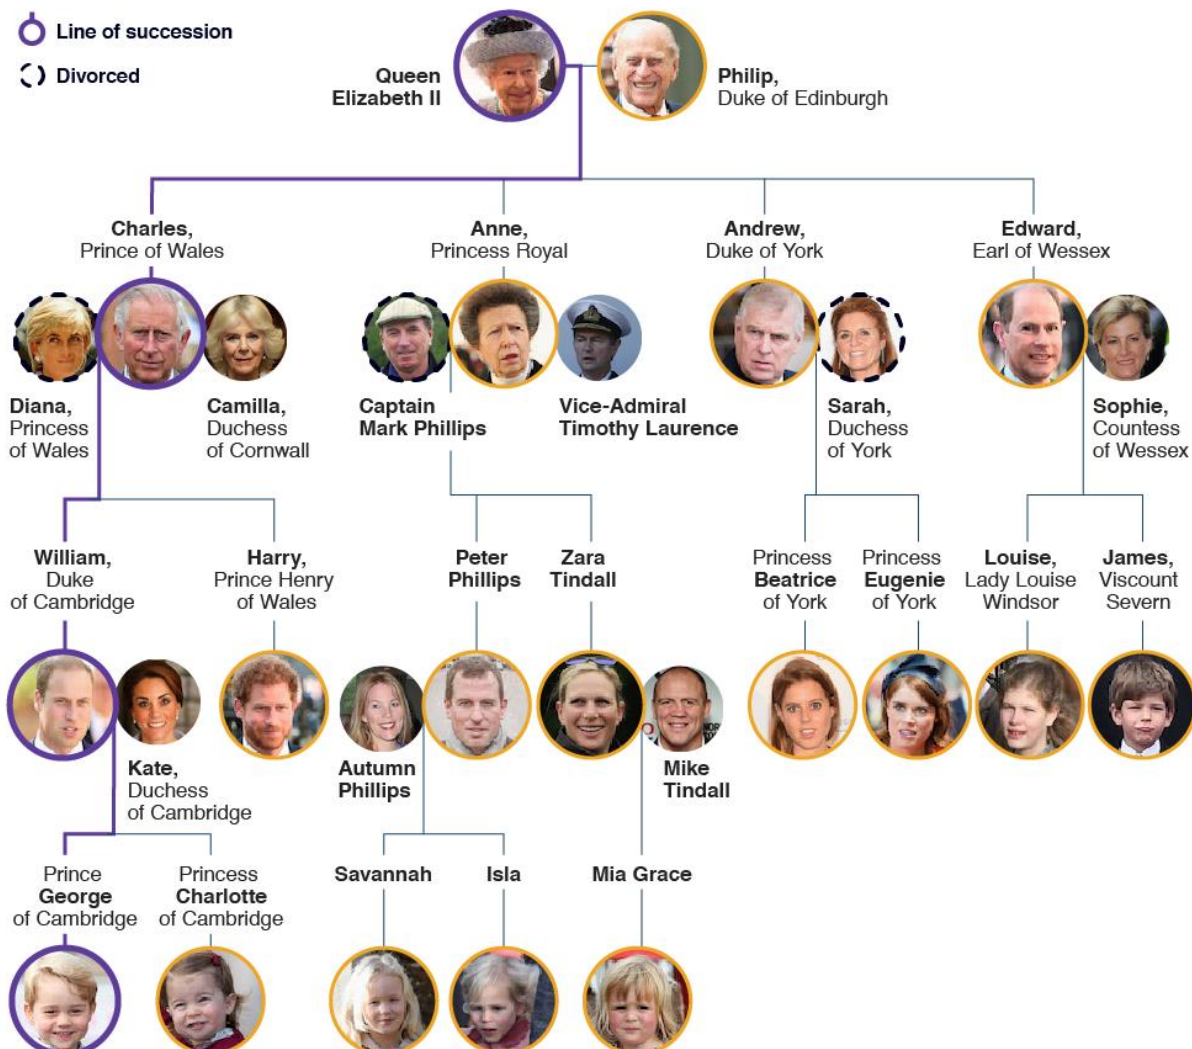 Line of succession
Divorced
Queen
Elizabeth II
Philip,
Duke of Edinburgh
Charles,
Prince of Wales
Anne,
Princess Royal
Andrew,
Duke of York
Edward,
Earl of Wessex
Diana,
Princess
of Wales
Camilla,
Duchess
of Cornwall
Captain
Mark Phillips
Vice-Admiral
Timothy Laurence
Sarah,
Duchess
of York
Sophie,
Countess
of Wessex
William,
Duke
of Cambridge
Harry,
Prince Henry
of Wales
Peter
Phillips
Zara
Tindall
Princess
Beatrice
of York
Princess
Eugenie
of York
Louise,
Lady Louise
Windsor
James,
Viscount
Severn
Kate,
Duchess
of Cambridge
Autumn
Phillips
Mike
Tindall
Prince
George
of Cambridge
Princess
Charlotte
of Cambridge
Savannah
Isla
Mia Grace